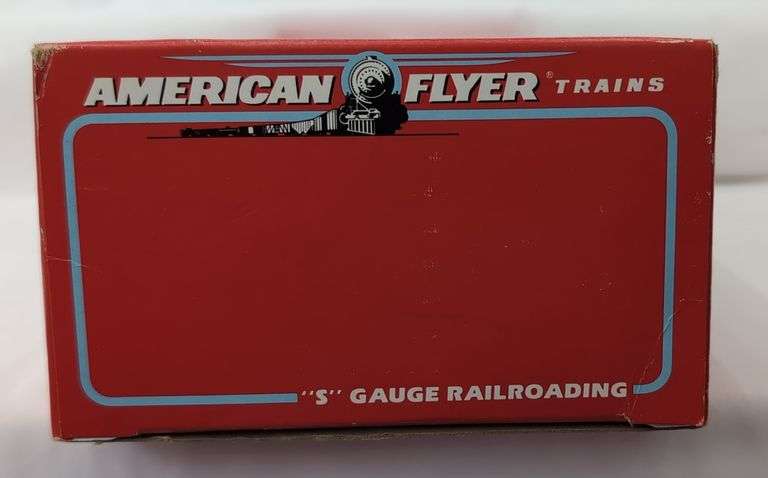 AMERICAN FLYER® TRAINS
"S" GAUGE RAILROADING